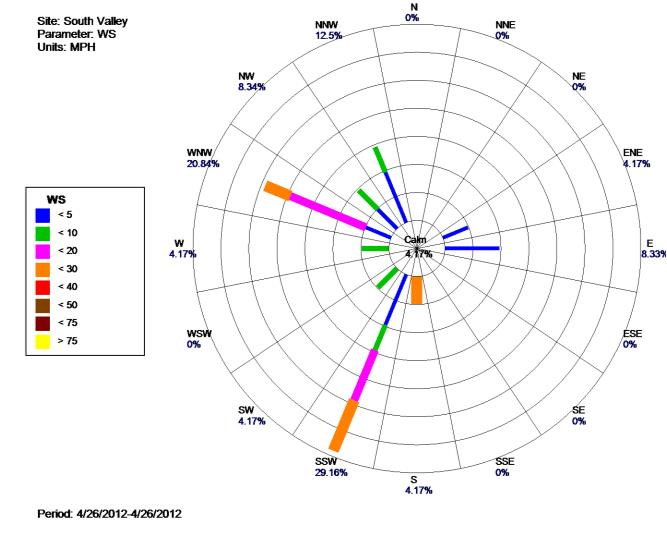 Site: South Valley
Parameter: WS
Units: MPH
N
0%
NNW
12.5%
NNE
0%
NW
8.34%
NE
0%
WNW
20.84%
ENE
4.17%
WS
< 5
< 10
< 20
< 30
< 40
< 50
< 75
> 75
W
4.17%
Calm
4.17%
E
8.33%
WSW
0%
ESE
0%
SW
4.17%
SE
0%
SSW
29.16%
SSE
0%
S
4.17%
Period: 4/26/2012-4/26/2012